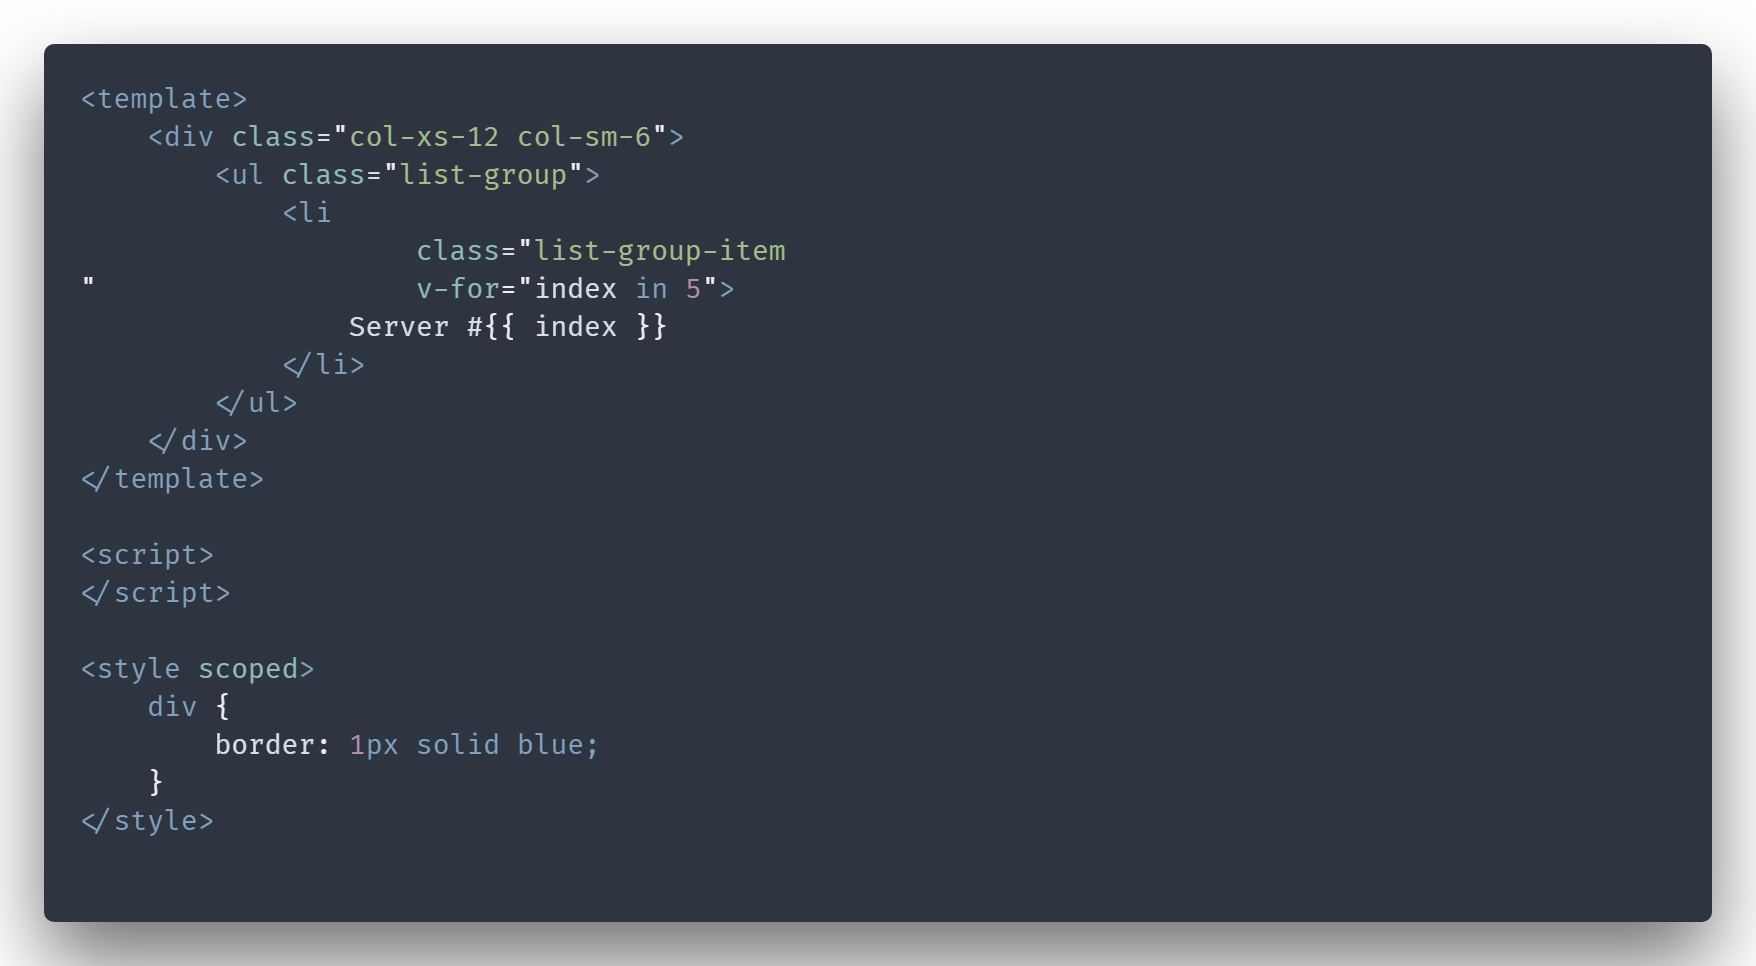 <template>
    <div class="col-xs-12 col-sm-6">
        <ul class="list-group">
            <li
                    class="list-group-item
"                   v-for="index in 5">
                Server #{{ index }}
            </li>
        </ul>
    </div>
</template>

<script>
</script>

<style scoped>
    div {
        border: 1px solid blue;
    }
</style>